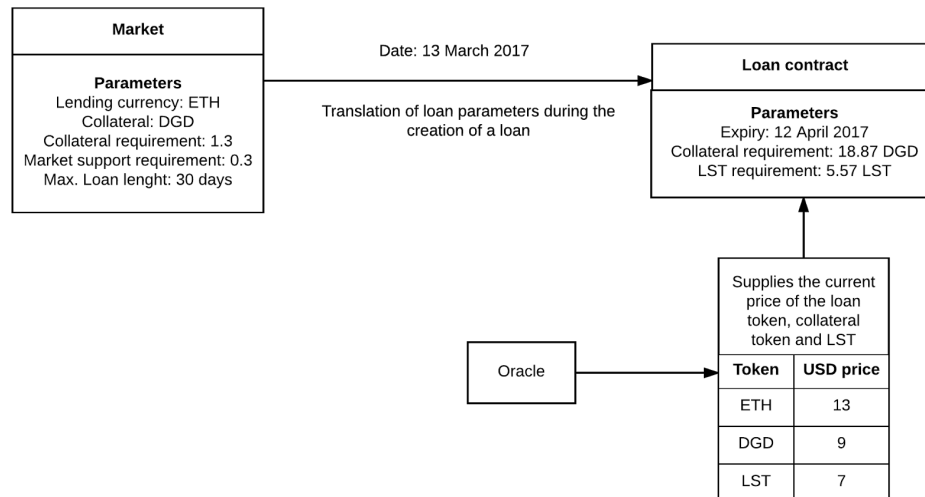 Market
Parameters
Lending currency: ETH
Collateral: DGD
Collateral requirement: 1.3
Market support requirement: 0.3
Max. Loan lenght: 30 days
Date: 13 March 2017
Translation of loan parameters during the
creation of a loan
Loan contract
Parameters
Expiry: 12 April 2017
Collateral requirement: 18.87 DGD
LST requirement: 5.57 LST
Oracle
Supplies the current
price of the loan
token, collateral
token and LST
Token USD price
ETH 13
DGD 9
LST 7